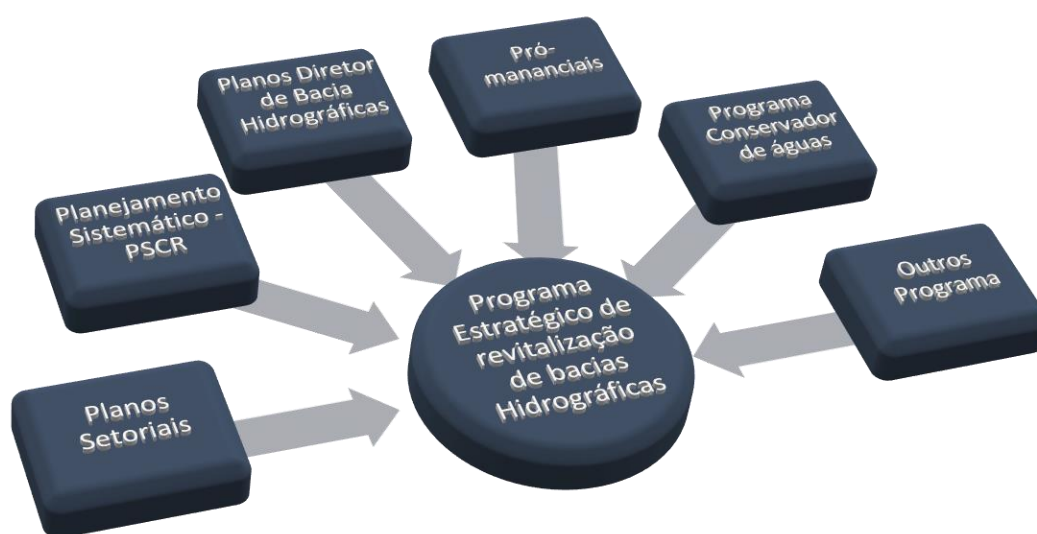 Planos
Setoriais
Planejamento
Sistemático -
PSCR
Planos Diretor
de Bacia
Hidrográficas
Pró-
mananciais
Programa
Conservador
de águas
Outros
Programa
Programa
Estratégico de
revitalização
de bacias
Hidrográficas